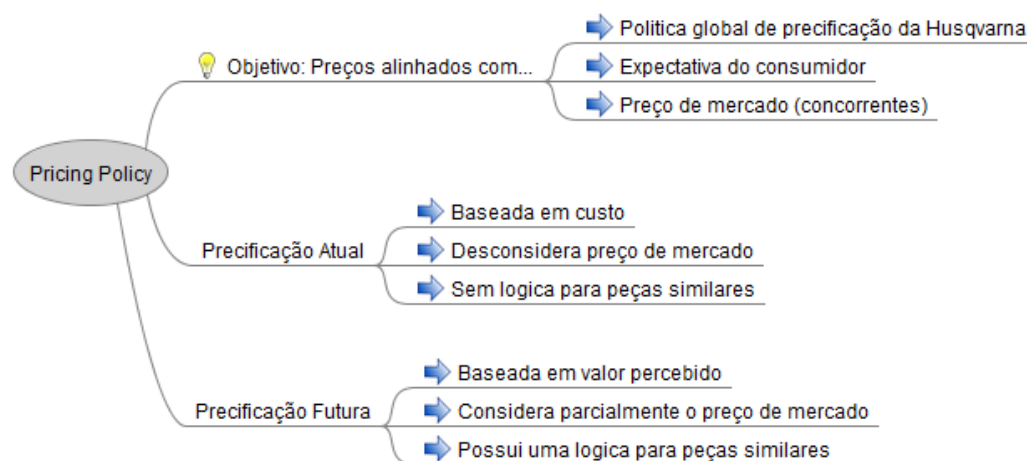 Pricing Policy
Objetivo: Preços alinhados com...
Politica global de precificação da Husqvarna
Expectativa do consumidor
Preço de mercado (concorrentes)
Precificação Atual
Baseada em custo
Desconsidera preço de mercado
Sem logica para peças similares
Precificação Futura
Baseada em valor percebido
Considera parcialmente o preço de mercado
Possui uma logica para peças similares